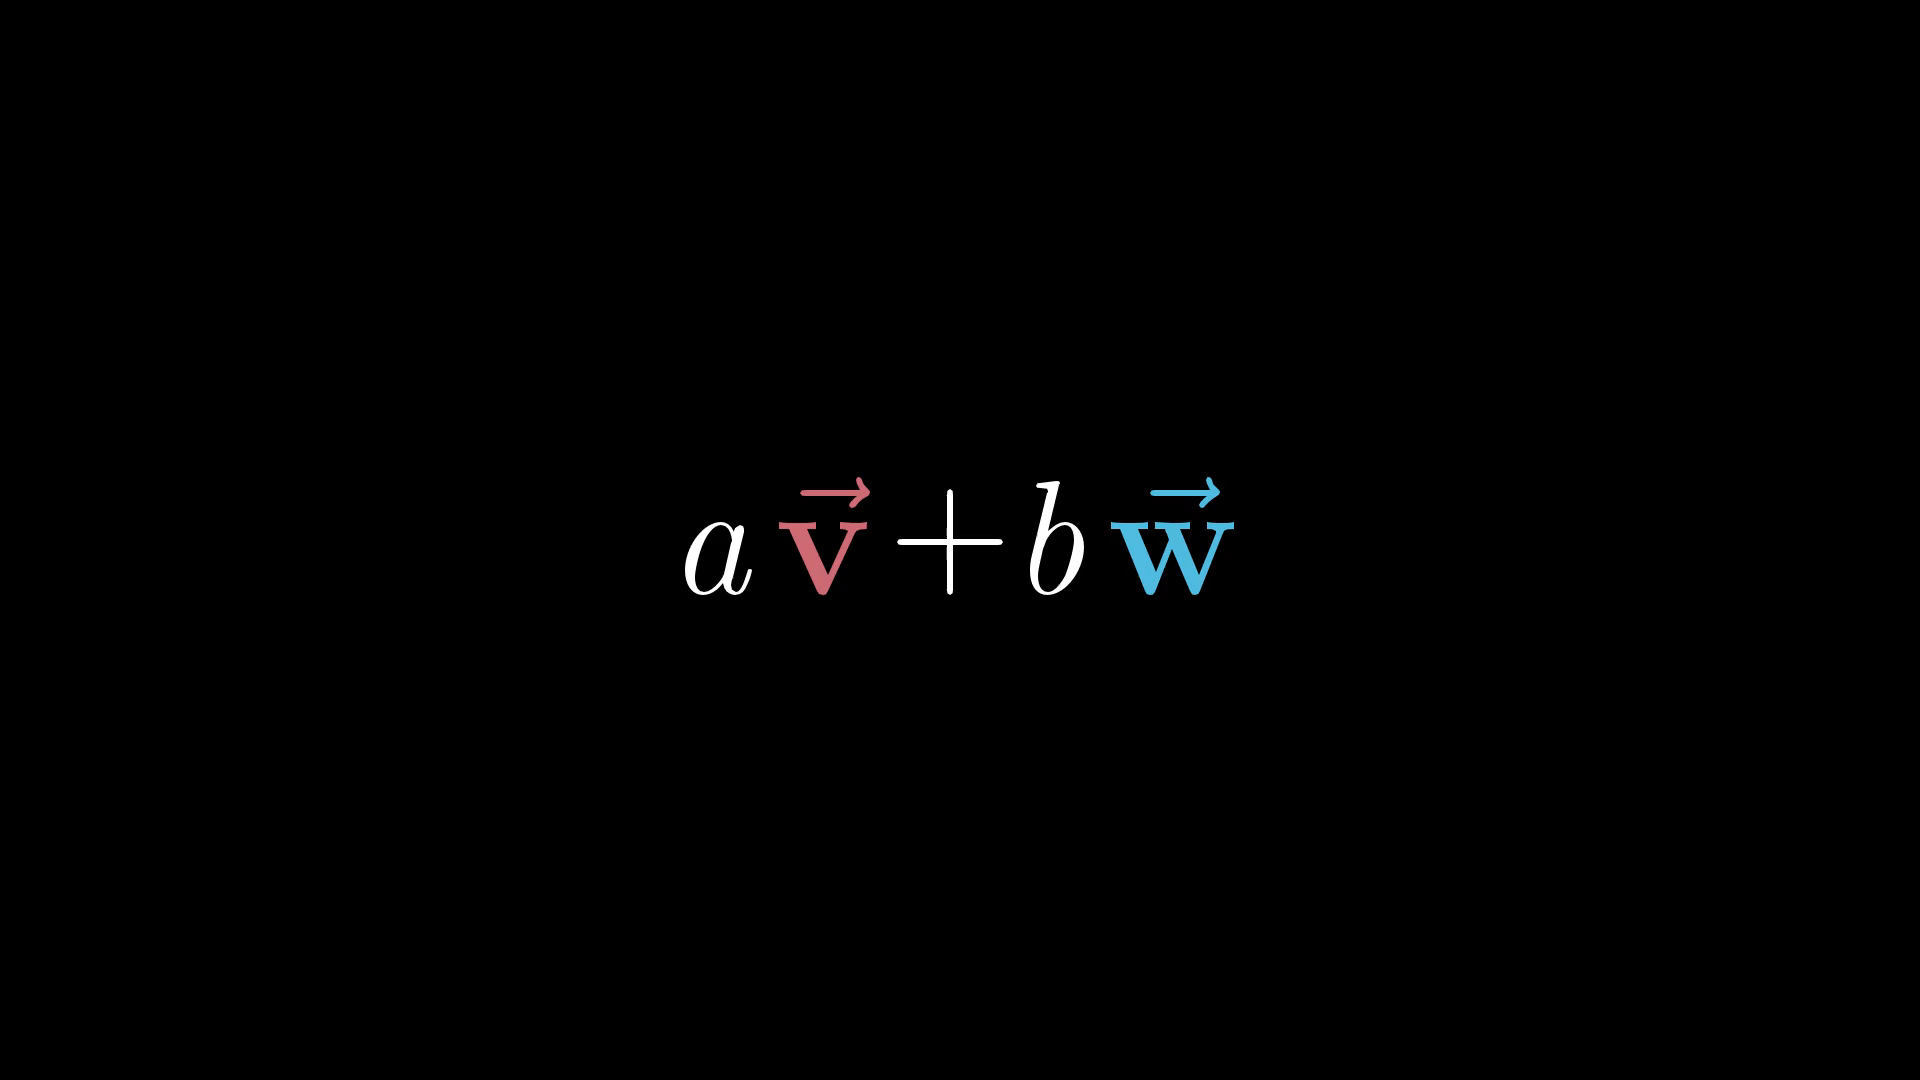 a v⃗ + b w⃗